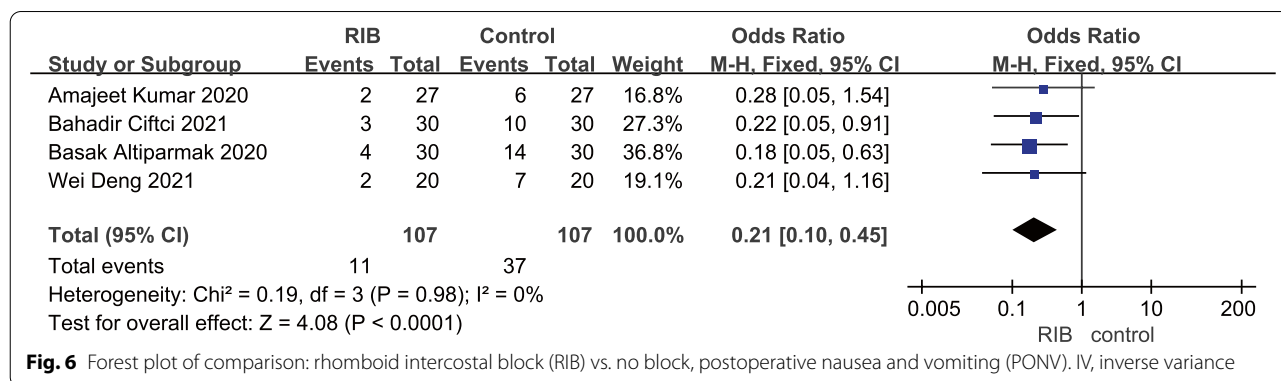 RIB Control Odds Ratio Odds Ratio
Study or Subgroup Events Total Events Total Weight M-H, Fixed, 95% CI M-H, Fixed, 95% CI
Amajeet Kumar 2020 2 27 6 27 16.8% 0.28 [0.05, 1.54]
Bahadir Ciftci 2021 3 30 10 30 27.3% 0.22 [0.05, 0.91]
Basak Altiparmak 2020 4 30 14 30 36.8% 0.18 [0.05, 0.63]
Wei Deng 2021 2 20 7 20 19.1% 0.21 [0.04, 1.16]
Total (95% CI) 107 107 100.0% 0.21 [0.10, 0.45]
Total events 11 37
Heterogeneity: Chi² = 0.19, df = 3 (P = 0.98); I² = 0%
Test for overall effect: Z = 4.08 (P < 0.0001)
0.005 0.1 1 10 200
RIB control
Fig. 6 Forest plot of comparison: rhomboid intercostal block (RIB) vs. no block, postoperative nausea and vomiting (PONV). IV, inverse variance